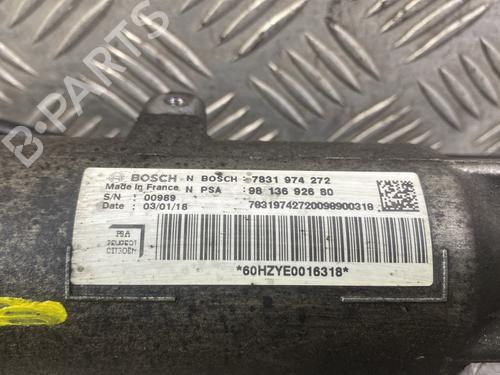 BOSCH N BOSCH 7831 974 272
Made in France N PSA 98 136 926 80
S/N : 00989
Date : 03/01/18
78319742720098900318
PSA
PEUGEOT
CITROËN
*60HZYE0016318*